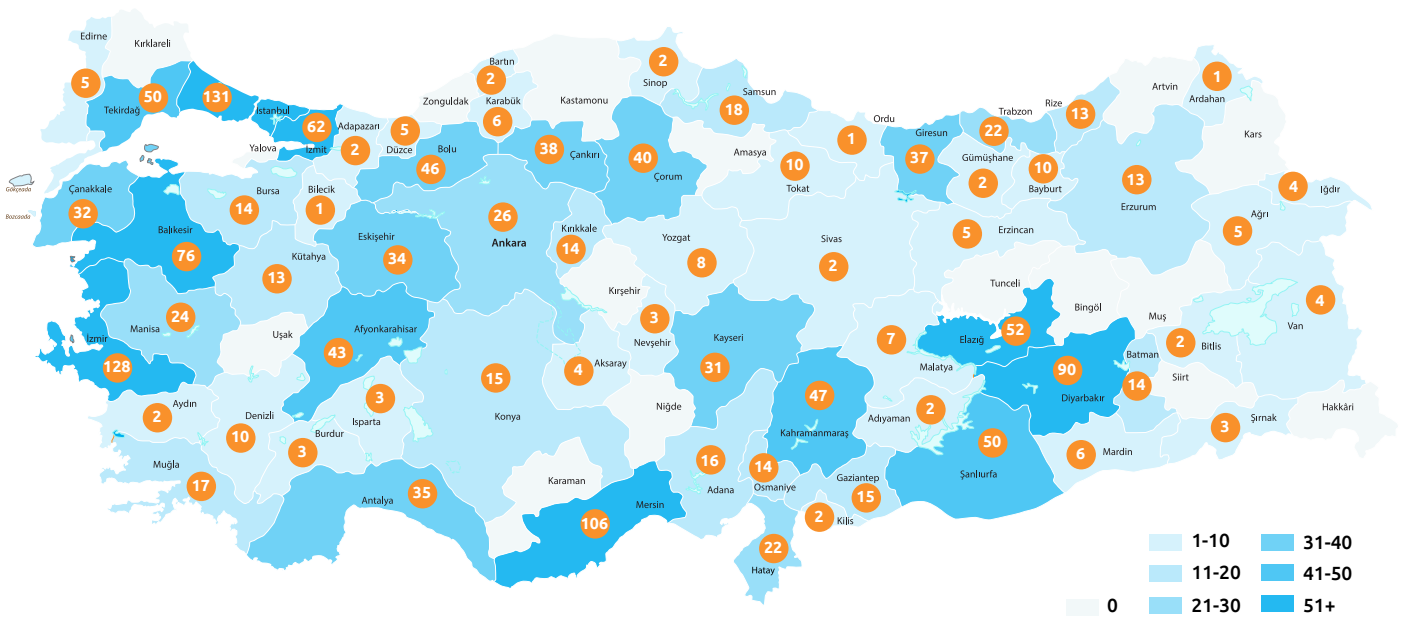 Edirne
Kırklareli
5
Tekirdağ
50
131
İstanbul
62
İzmit
Yalova
Adapazarı
2
5
Düzce
Zonguldak
Bartın
2
Karabük
6
Kastamonu
2
Sinop
18
Samsun
Ordu
1
Giresun
37
Trabzon
22
Rize
13
Artvin
1
Ardahan
Kars
Gökçeada
Bozcaada
Çanakkale
32
Balıkesir
76
Bursa
14
Bilecik
1
Bolu
46
38
Çankırı
40
Çorum
Amasya
10
Tokat
Gümüşhane
2
10
Bayburt
13
Erzurum
4
Iğdır
Ağrı
5
Kütahya
13
Eskişehir
34
26
Ankara
Kırıkkale
14
Yozgat
8
Sivas
2
5
Erzincan
Tunceli
Bingöl
Muş
4
Van
24
Manisa
İzmir
128
Uşak
Afyonkarahisar
43
Kırşehir
3
Nevşehir
Kayseri
31
7
Malatya
Elazığ
52
2
Bitlis
Batman
14
Siirt
90
Diyarbakır
Aydın
2
Denizli
10
3
Isparta
Burdur
3
15
Konya
4
Aksaray
Niğde
47
Kahramanmaraş
Adıyaman
2
50
Şanlıurfa
6
Mardin
3
Şırnak
Hakkâri
Muğla
17
Antalya
35
Karaman
106
Mersin
16
Adana
14
Osmaniye
Gaziantep
15
2
Kilis
22
Hatay
0
1-10
11-20
21-30
31-40
41-50
51+